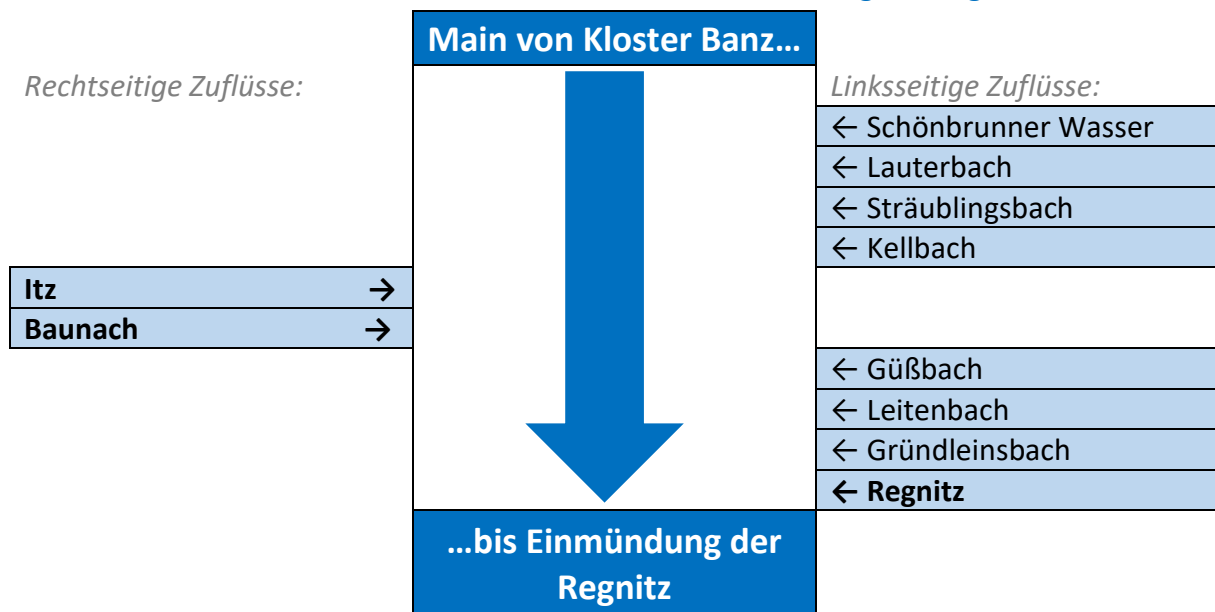 Main von Kloster Banz...
Rechtseitige Zuflüsse:
Linksseitige Zuflüsse:
← Schönbrunner Wasser
← Lauterbach
← Sträublingsbach
← Kellbach
Itz →
Baunach →
← Güßbach
← Leitenbach
← Gründleinsbach
← Regnitz
...bis Einmündung der
Regnitz